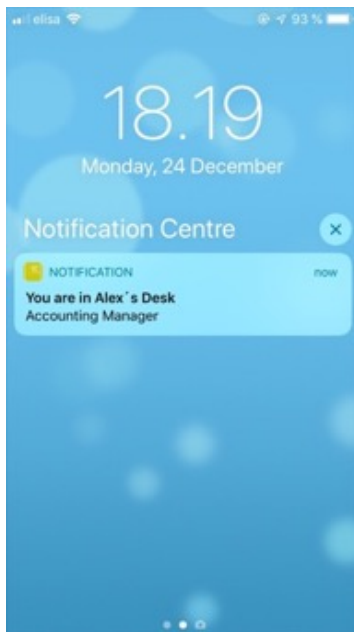 elisa 93 %
18.19
Monday, 24 December
Notification Centre
NOTIFICATION now
You are in Alex´s Desk
Accounting Manager